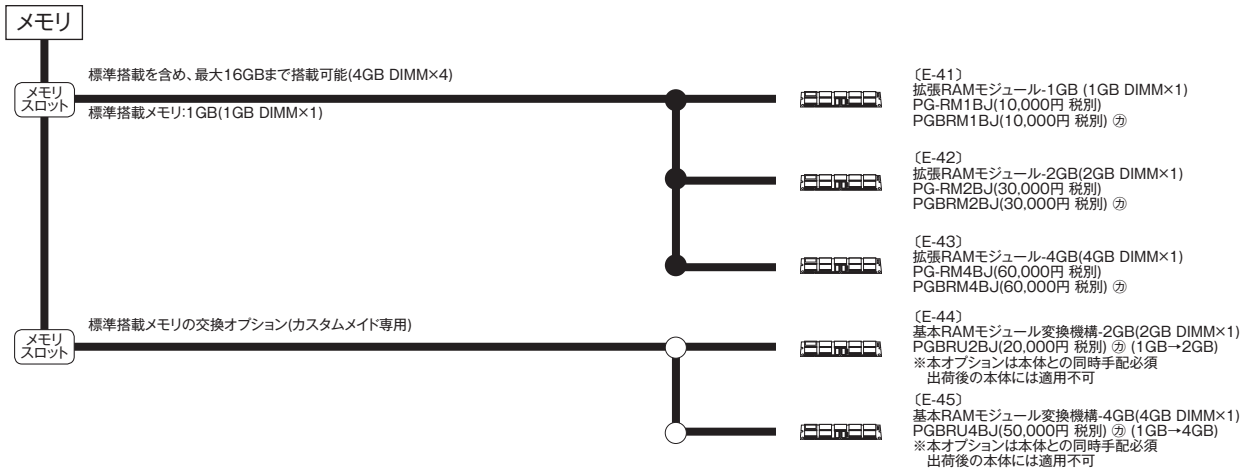 メモリ
メモリ
スロット
標準搭載を含め、最大16GBまで搭載可能(4GB DIMM×4)
標準搭載メモリ:1GB(1GB DIMM×1)
〔E-41〕
拡張RAMモジュール-1GB (1GB DIMM×1)
PG-RM1BJ(10,000円 税別)
PGBRM1BJ(10,000円 税別) ㋕
〔E-42〕
拡張RAMモジュール-2GB(2GB DIMM×1)
PG-RM2BJ(30,000円 税別)
PGBRM2BJ(30,000円 税別) ㋕
〔E-43〕
拡張RAMモジュール-4GB(4GB DIMM×1)
PG-RM4BJ(60,000円 税別)
PGBRM4BJ(60,000円 税別) ㋕
メモリ
スロット
標準搭載メモリの交換オプション(カスタムメイド専用)
〔E-44〕
基本RAMモジュール変換機構-2GB(2GB DIMM×1)
PGBRU2BJ(20,000円 税別) ㋕ (1GB→2GB)
※本オプションは本体との同時手配必須
出荷後の本体には適用不可
〔E-45〕
基本RAMモジュール変換機構-4GB(4GB DIMM×1)
PGBRU4BJ(50,000円 税別) ㋕ (1GB→4GB)
※本オプションは本体との同時手配必須
出荷後の本体には適用不可